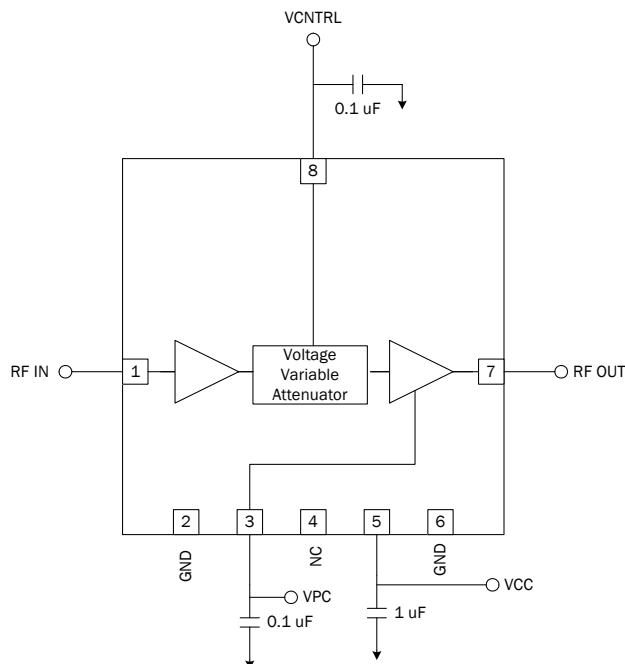 VCNTRL
0.1 uF
8
Voltage
Variable
Attenuator
RF IN
1
7
RF OUT
2
3
4
5
6
GND
NC
GND
VPC
VCC
0.1 uF
1 uF